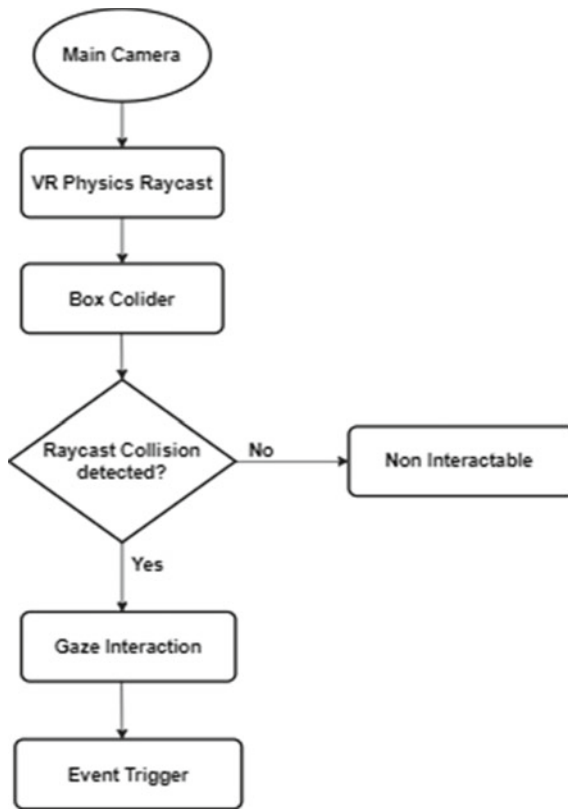 Main Camera
VR Physics Raycast
Box Colider
Raycast Collision
detected?
No
Non Interactable
Yes
Gaze Interaction
Event Trigger